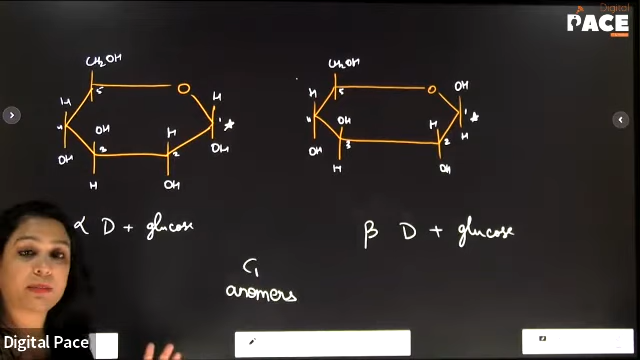 Digital
PACE
CH₂OH
O
5
H
H
4
OH
H
1
OH
3
2
OH
H
OH
CH₂OH
O
5
OH
H
4
OH
H
1
H
3
2
OH
H
OH
α D + glucose
β D + glucose
C₁
anomers
Digital Pace